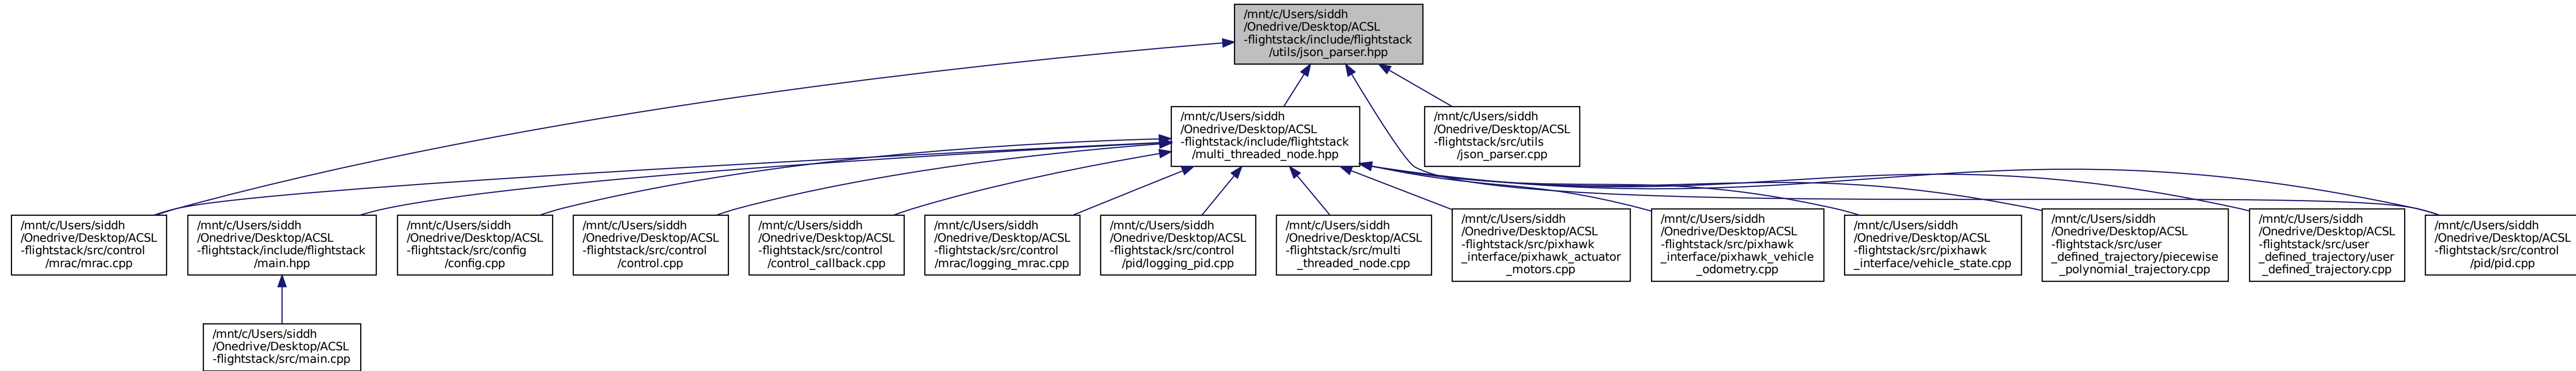 /mnt/c/Users/siddh
/Onedrive/Desktop/ACSL
-flightstack/include/flightstack
/utils/json_parser.hpp
/mnt/c/Users/siddh
/Onedrive/Desktop/ACSL
-flightstack/include/flightstack
/multi_threaded_node.hpp
/mnt/c/Users/siddh
/Onedrive/Desktop/ACSL
-flightstack/src/utils
/json_parser.cpp
/mnt/c/Users/siddh
/Onedrive/Desktop/ACSL
-flightstack/src/control
/mrac/mrac.cpp
/mnt/c/Users/siddh
/Onedrive/Desktop/ACSL
-flightstack/include/flightstack
/main.hpp
/mnt/c/Users/siddh
/Onedrive/Desktop/ACSL
-flightstack/src/config
/config.cpp
/mnt/c/Users/siddh
/Onedrive/Desktop/ACSL
-flightstack/src/control
/control.cpp
/mnt/c/Users/siddh
/Onedrive/Desktop/ACSL
-flightstack/src/control
/control_callback.cpp
/mnt/c/Users/siddh
/Onedrive/Desktop/ACSL
-flightstack/src/control
/mrac/logging_mrac.cpp
/mnt/c/Users/siddh
/Onedrive/Desktop/ACSL
-flightstack/src/control
/pid/logging_pid.cpp
/mnt/c/Users/siddh
/Onedrive/Desktop/ACSL
-flightstack/src/multi
_threaded_node.cpp
/mnt/c/Users/siddh
/Onedrive/Desktop/ACSL
-flightstack/src/pixhawk
_interface/pixhawk_actuator
_motors.cpp
/mnt/c/Users/siddh
/Onedrive/Desktop/ACSL
-flightstack/src/pixhawk
_interface/pixhawk_vehicle
_odometry.cpp
/mnt/c/Users/siddh
/Onedrive/Desktop/ACSL
-flightstack/src/pixhawk
_interface/vehicle_state.cpp
/mnt/c/Users/siddh
/Onedrive/Desktop/ACSL
-flightstack/src/user
_defined_trajectory/piecewise
_polynomial_trajectory.cpp
/mnt/c/Users/siddh
/Onedrive/Desktop/ACSL
-flightstack/src/user
_defined_trajectory/user
_defined_trajectory.cpp
/mnt/c/Users/siddh
/Onedrive/Desktop/ACSL
-flightstack/src/control
/pid/pid.cpp
/mnt/c/Users/siddh
/Onedrive/Desktop/ACSL
-flightstack/src/main.cpp